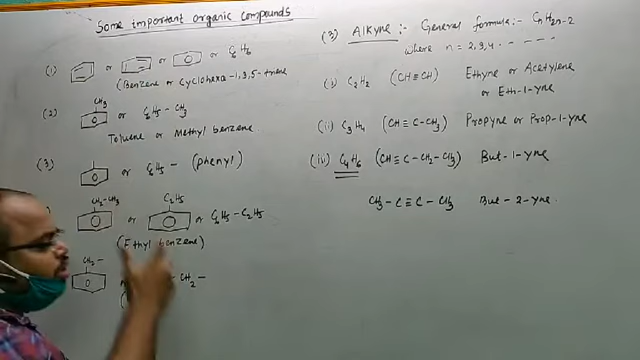 Some important organic compounds
(1) or or or C6H6
(Benzene or Cyclohexa-1,3,5-triene
(2) CH3 or C6H5-CH3
Toluene or Methyl benzene
(3) or C6H5- (phenyl)
CH2-CH3 or C2H5 or C6H5-C2H5
(Ethyl benzene)
CH2-
CH2-
(3) Alkyne :- General formula:- CnH2n-2
where n = 2,3,4 - - - - -
(i) C2H2 (CH≡CH) Ethyne or Acetylene
or Eth-1-yne
(ii) C3H4 (CH≡C-CH3) Propyne or Prop-1-yne
(iv) C4H6 (CH≡C-CH2-CH3) But-1-yne
CH3-C≡C-CH3 But-2-yne.